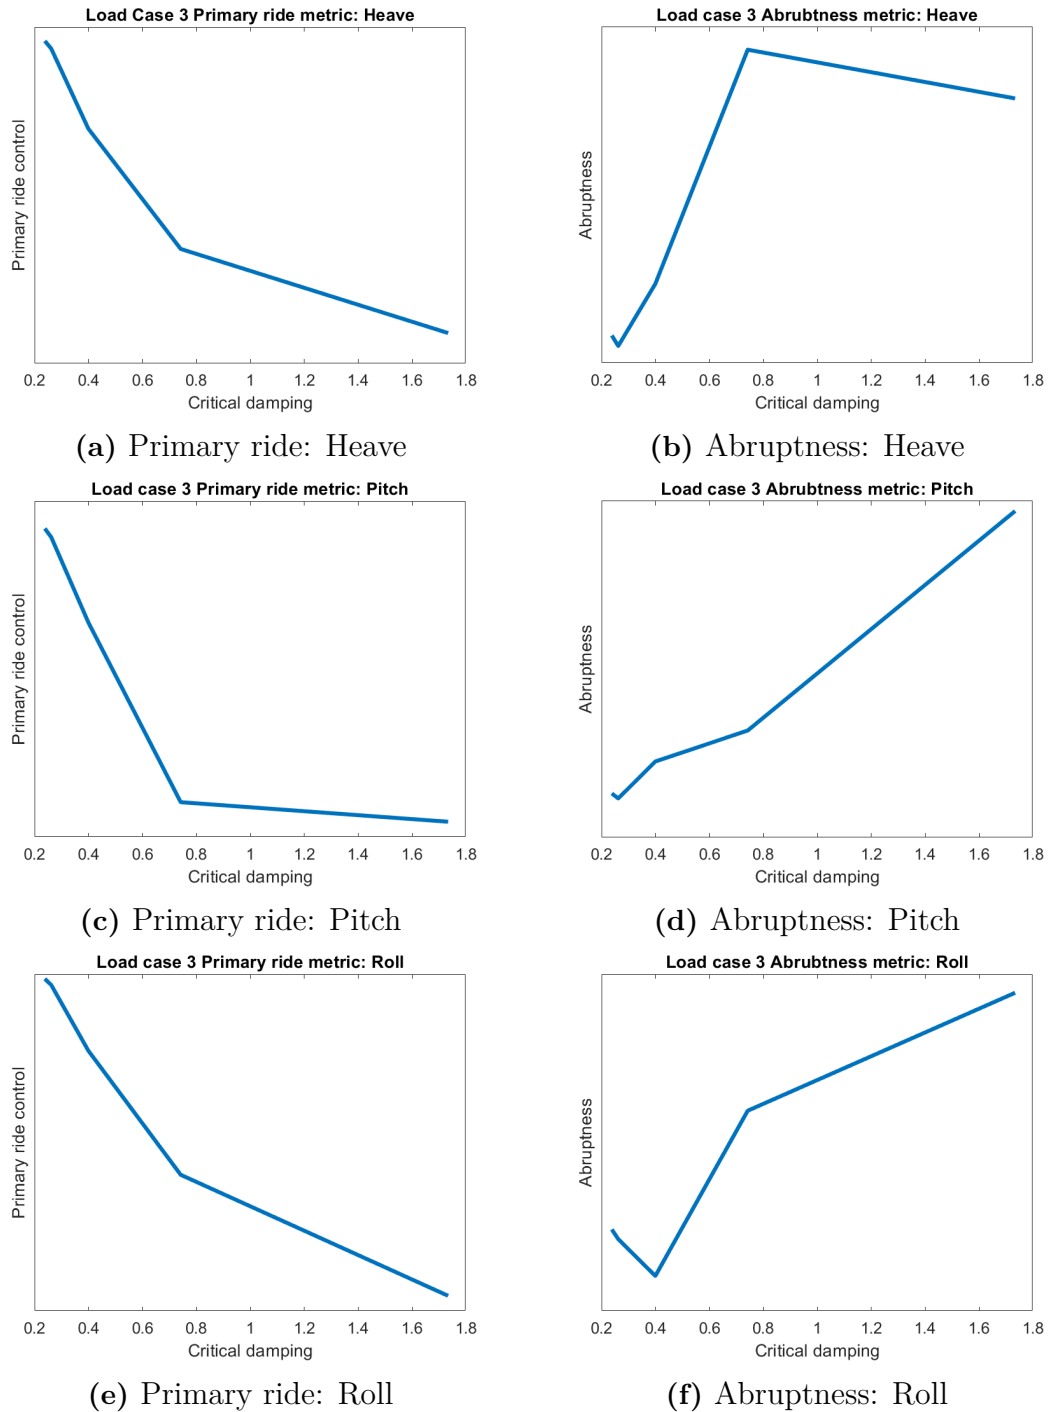 Load Case 3 Primary ride metric: Heave
Primary ride control
0.2 0.4 0.6 0.8 1 1.2 1.4 1.6 1.8
Critical damping
(a) Primary ride: Heave
Load case 3 Abrubtness metric: Heave
Abruptness
0.2 0.4 0.6 0.8 1 1.2 1.4 1.6 1.8
Critical damping
(b) Abruptness: Heave
Load case 3 Primary ride metric: Pitch
Primary ride control
0.2 0.4 0.6 0.8 1 1.2 1.4 1.6 1.8
Critical damping
(c) Primary ride: Pitch
Load case 3 Abrubtness metric: Pitch
Abruptness
0.2 0.4 0.6 0.8 1 1.2 1.4 1.6 1.8
Critical damping
(d) Abruptness: Pitch
Load case 3 Primary ride metric: Roll
Primary ride control
0.2 0.4 0.6 0.8 1 1.2 1.4 1.6 1.8
Critical damping
(e) Primary ride: Roll
Load case 3 Abrubtness metric: Roll
Abruptness
0.2 0.4 0.6 0.8 1 1.2 1.4 1.6 1.8
Critical damping
(f) Abruptness: Roll